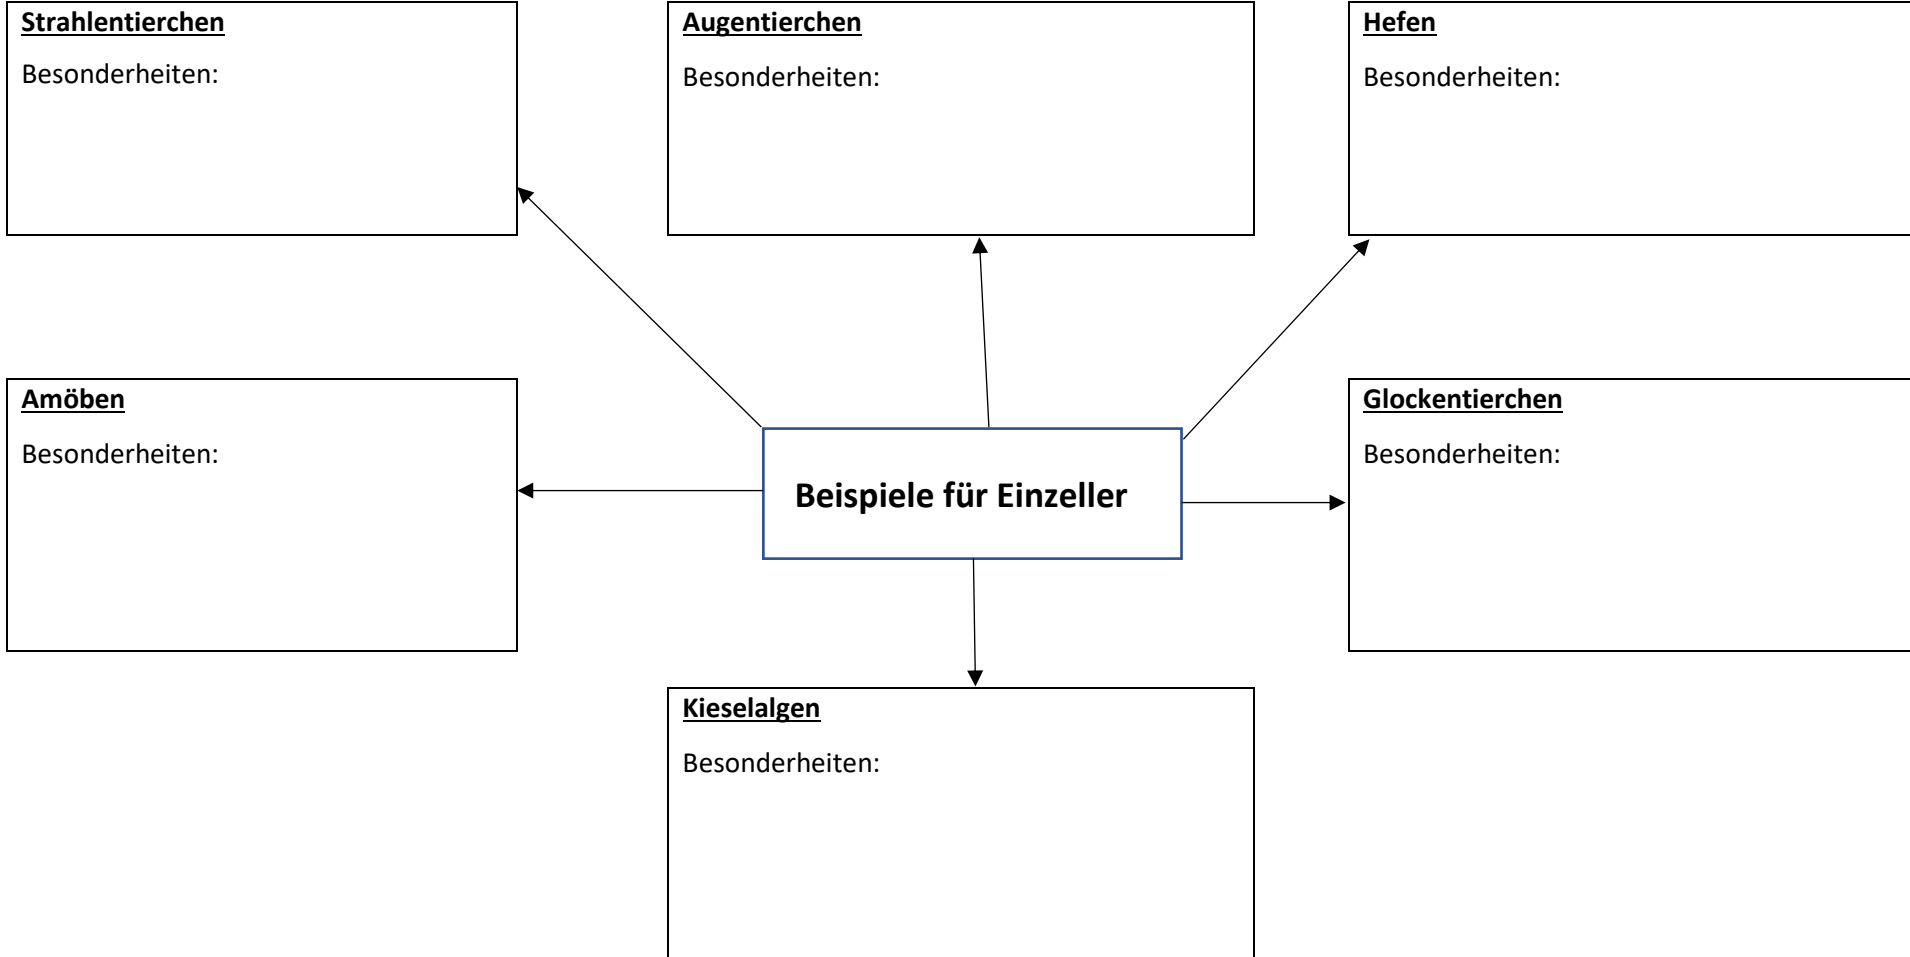 Strahlentierchen
Besonderheiten:
Augentierchen
Besonderheiten:
Hefen
Besonderheiten:
Amöben
Besonderheiten:
Beispiele für Einzeller
Glockentierchen
Besonderheiten:
Kieselalgen
Besonderheiten: